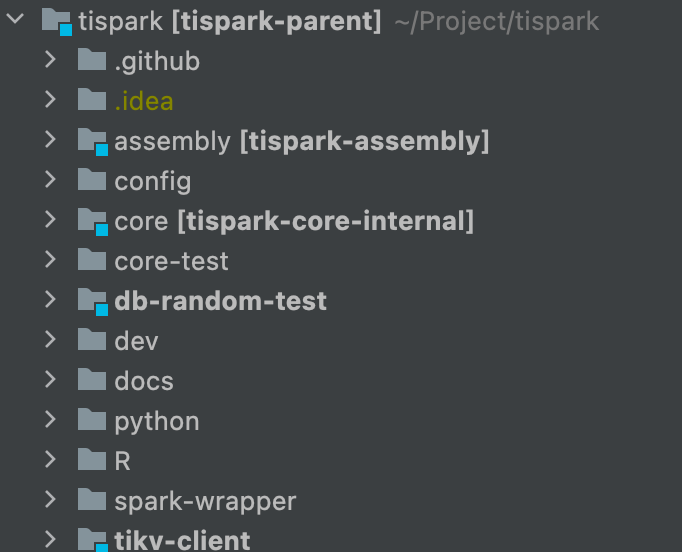 tispark [tispark-parent] ~/Project/tispark
.github
.idea
assembly [tispark-assembly]
config
core [tispark-core-internal]
core-test
db-random-test
dev
docs
python
R
spark-wrapper
tikv-client